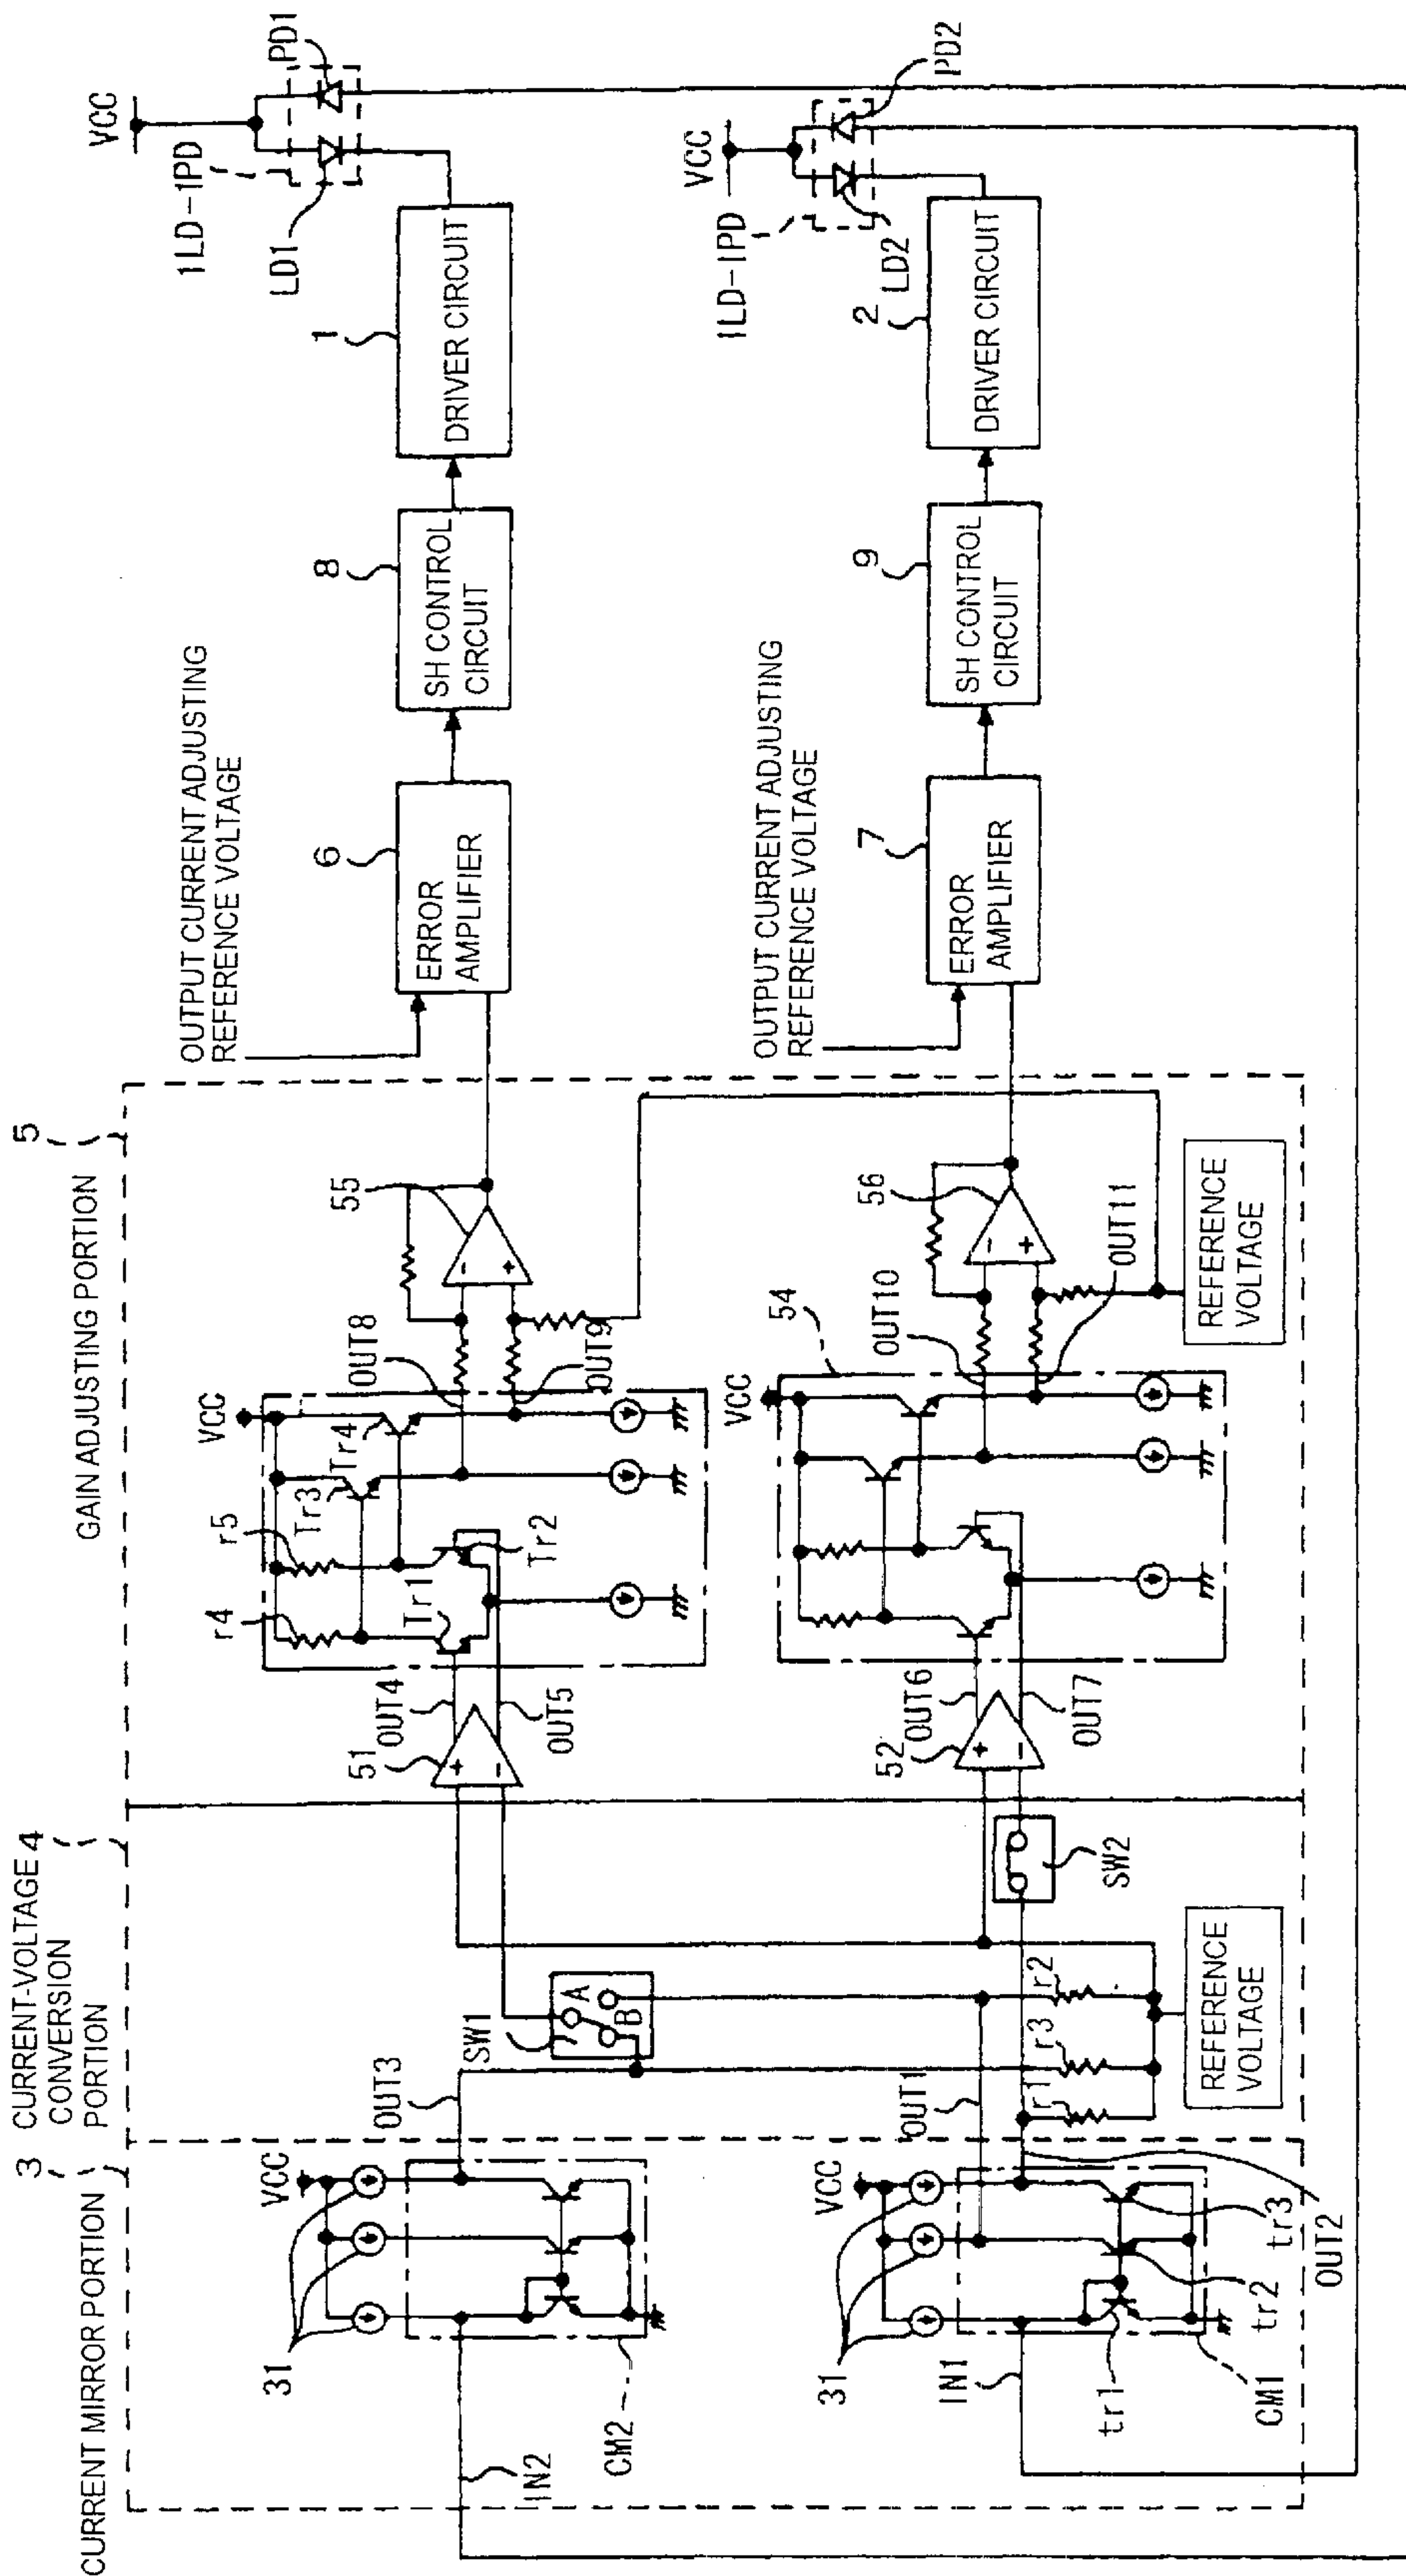 3
CURRENT MIRROR PORTION
CURRENT-VOLTAGE 4
CONVERSION
PORTION
5
GAIN ADJUSTING PORTION
VCC
31
CM2
IN2
OUT3
SW1
A
B
51
OUT4
OUT5
r4
r5
Tr1
Tr2
Tr3
Tr4
VCC
OUT8
OUT9
55
-
+
+
-
OUTPUT CURRENT ADJUSTING
REFERENCE VOLTAGE
6
ERROR
AMPLIFIER
8
SH CONTROL
CIRCUIT
1
DRIVER CIRCUIT
LD1
1LD-1PD
VCC
PD1
VCC
31
IN1
tr1
CM1
tr2
tr3
OUT2
OUT1
r1
r3
r2
REFERENCE
VOLTAGE
SW2
52
+
-
OUT6
OUT7
VCC
54
OUT10
OUT11
56
-
+
REFERENCE
VOLTAGE
OUTPUT CURRENT ADJUSTING
REFERENCE VOLTAGE
7
ERROR
AMPLIFIER
9
SH CONTROL
CIRCUIT
2
DRIVER CIRCUIT
LD2
1LD-1PD
VCC
PD2